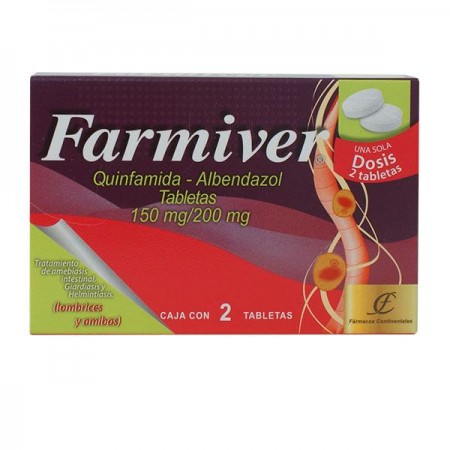 Farmiver®
Quinfamida - Albendazol
Tabletas
150 mg/200 mg
UNA SOLA
Dosis
2 tabletas
Tratamiento
de amebiasis
intestinal,
Giardiasis y
Helmintiasis.
(lombrices
y amibas)
CAJA CON 2 TABLETAS
CF
Fármacos Continentales